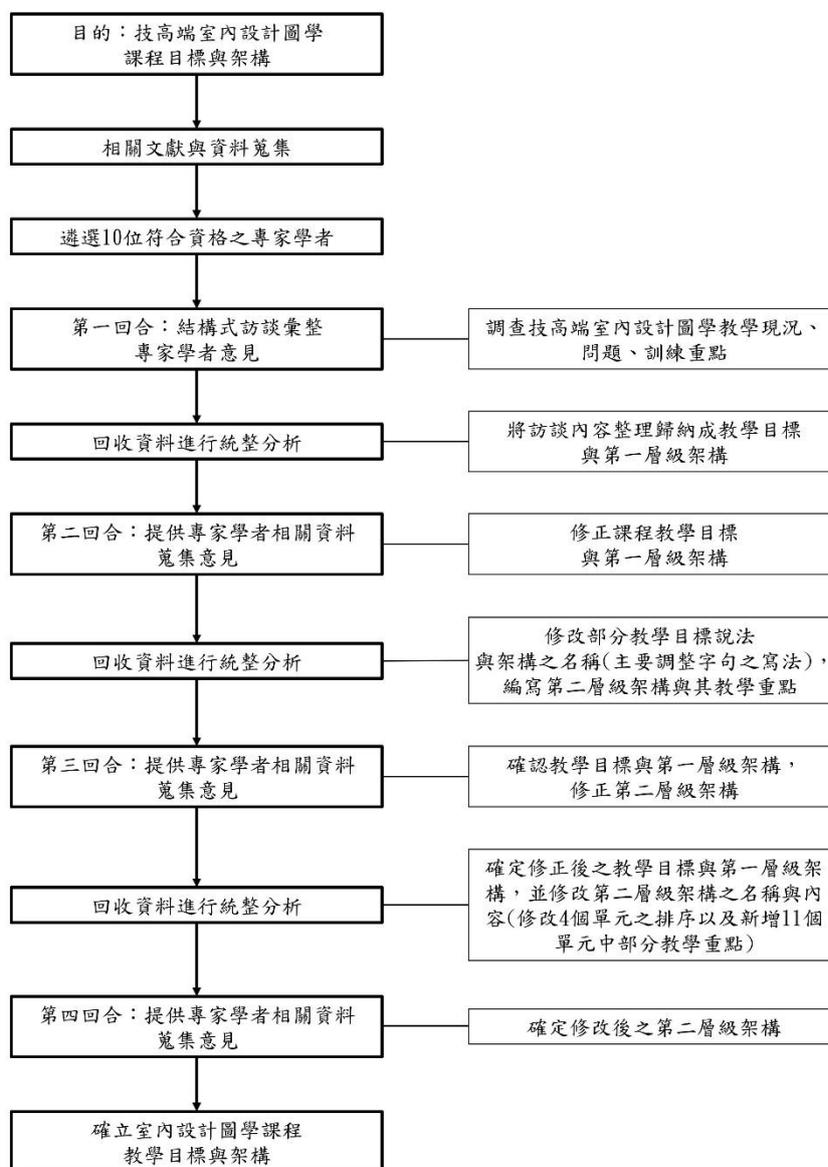 目的：技高端室內設計圖學
課程目標與架構
相關文獻與資料蒐集
遴選10位符合資格之專家學者
第一回合：結構式訪談彙整
專家學者意見
調查技高端室內設計圖學教學現況、
問題、訓練重點
回收資料進行統整分析
將訪談內容整理歸納成教學目標
與第一層級架構
第二回合：提供專家學者相關資料
蒐集意見
修正課程教學目標
與第一層級架構
回收資料進行統整分析
修改部分教學目標說法
與架構之名稱(主要調整字句之寫法)，
編寫第二層級架構與其教學重點
第三回合：提供專家學者相關資料
蒐集意見
確認教學目標與第一層級架構，
修正第二層級架構
回收資料進行統整分析
確定修正後之教學目標與第一層級架
構，並修改第二層級架構之名稱與內
容(修改4個單元之排序以及新增11個
單元中部分教學重點)
第四回合：提供專家學者相關資料
蒐集意見
確定修改後之第二層級架構
確立室內設計圖學課程
教學目標與架構